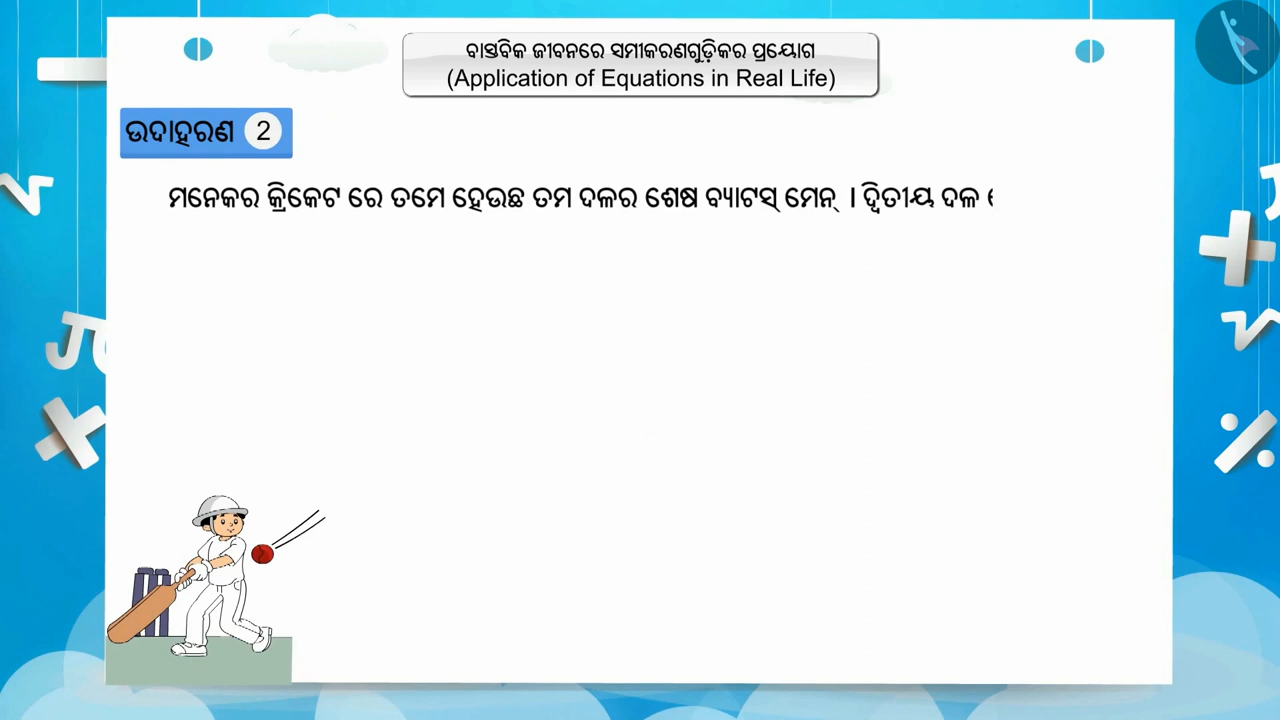 ବାସ୍ତବିକ ଜୀବନରେ ସମୀକରଣଗୁଡ଼ିକର ପ୍ରୟୋଗ
(Application of Equations in Real Life)
ଉଦାହରଣ 2
ମନେକର କ୍ରିକେଟ ରେ ତମେ ହେଉଛ ତମ ଦଳର ଶେଷ ବ୍ୟାଟସ୍ ମେନ୍ । ଦ୍ୱିତୀୟ ଦଳ